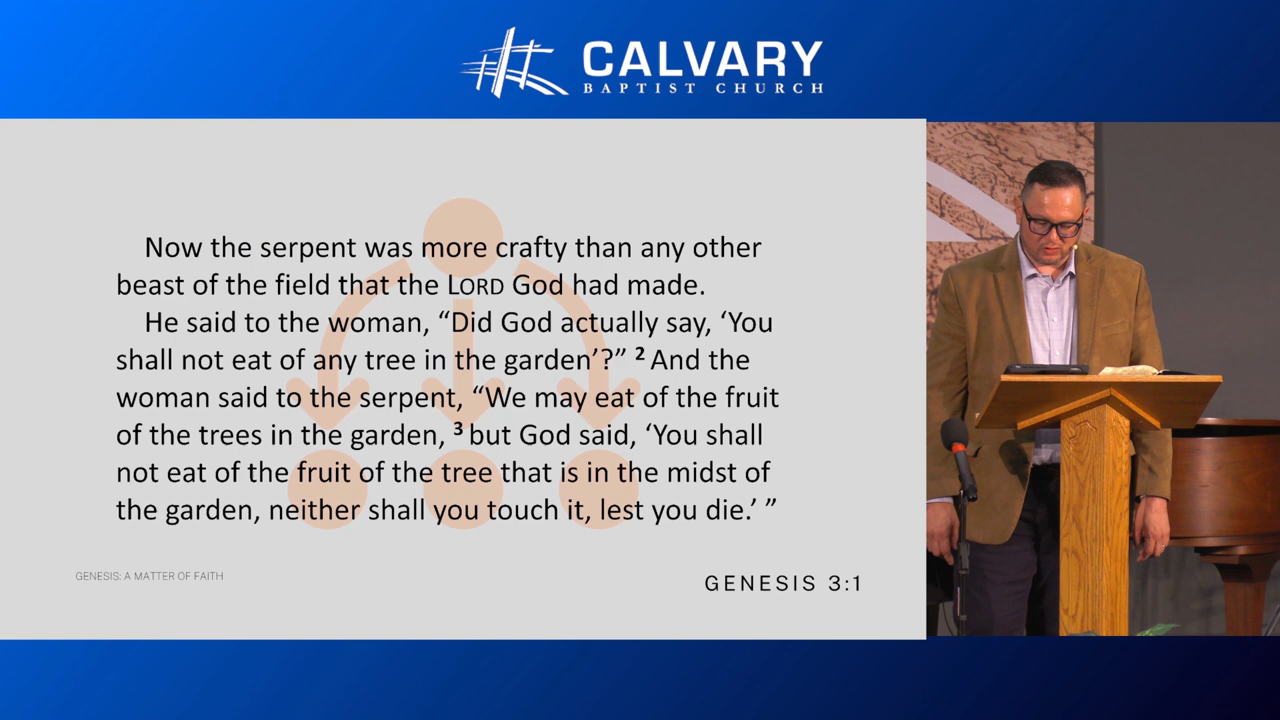 CALVARY
BAPTIST CHURCH
Now the serpent was more crafty than any other
beast of the field that the LORD God had made.
He said to the woman, “Did God actually say, ‘You
shall not eat of any tree in the garden’?” ² And the
woman said to the serpent, “We may eat of the fruit
of the trees in the garden, ³ but God said, ‘You shall
not eat of the fruit of the tree that is in the midst of
the garden, neither shall you touch it, lest you die.’ ”
GENESIS: A MATTER OF FAITH
GENESIS 3:1